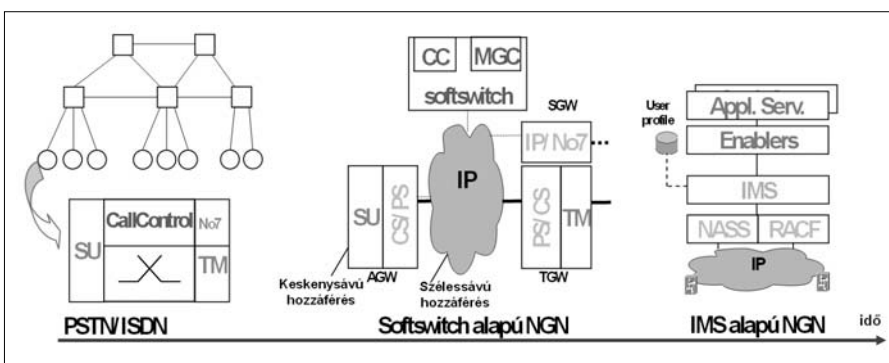 SU
CallControl
No7
TM
PSTN/ISDN
CC
MGC
softswitch
SGW
IP/No7
IP
SU
CS/PS
PS/CS
TM
Keskenysávú
hozzáférés
AGW
Szélessávú
hozzáférés
TGW
Softswitch alapú NGN
User
profile
Appl. Serv.
Enablers
IMS
NASS
RACF
IP
IMS alapú NGN
idő